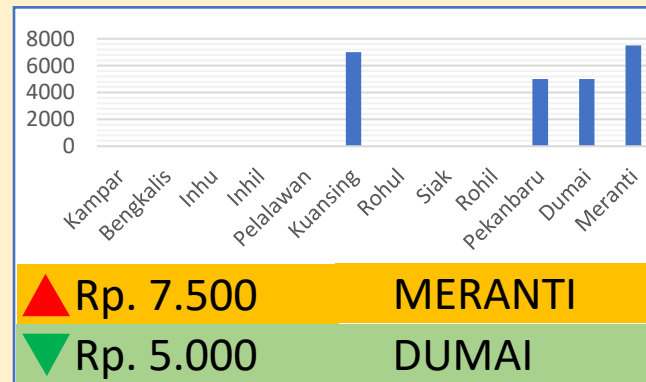 8000
6000
4000
2000
0
Kampar
Bengkalis
Inhu
Inhil
Pelalawan
Kuansing
Rohul
Siak
Rohil
Pekanbaru
Dumai
Meranti
Rp. 7.500 MERANTI
Rp. 5.000 DUMAI